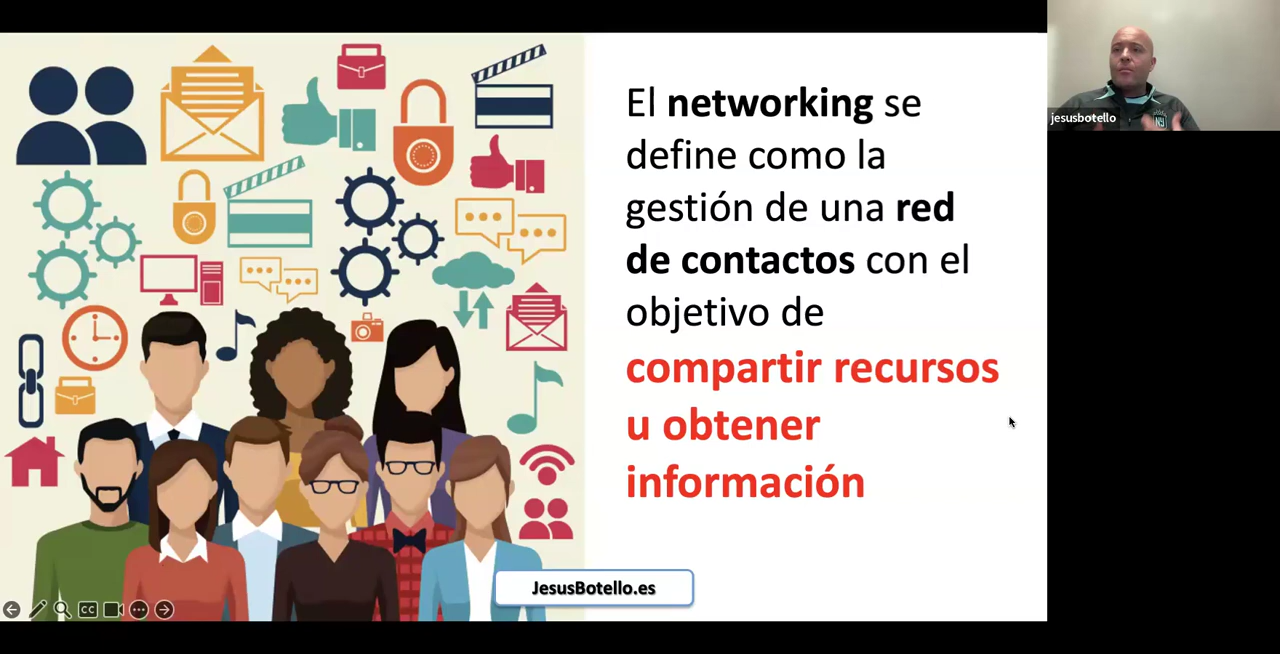 El networking se
define como la
gestión de una red
de contactos con el
objetivo de
compartir recursos
u obtener
información
JesusBotello.es
jesusbotello
CC